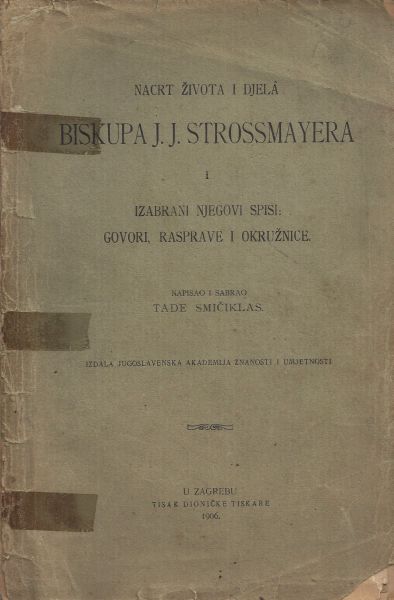 NACRT ŽIVOTA I DJELÂ
BISKUPA J. J. STROSSMAYERA
I
IZABRANI NJEGOVI SPISI:
GOVORI, RASPRAVE I OKRUŽNICE.
NAPISAO I SABRAO
TADE SMIČIKLAS.
IZDALA JUGOSLAVENSKA AKADEMIJA ZNANOSTI I UMJETNOSTI
U ZAGREBU
TISAK DIONIČKE TISKARE
1906.